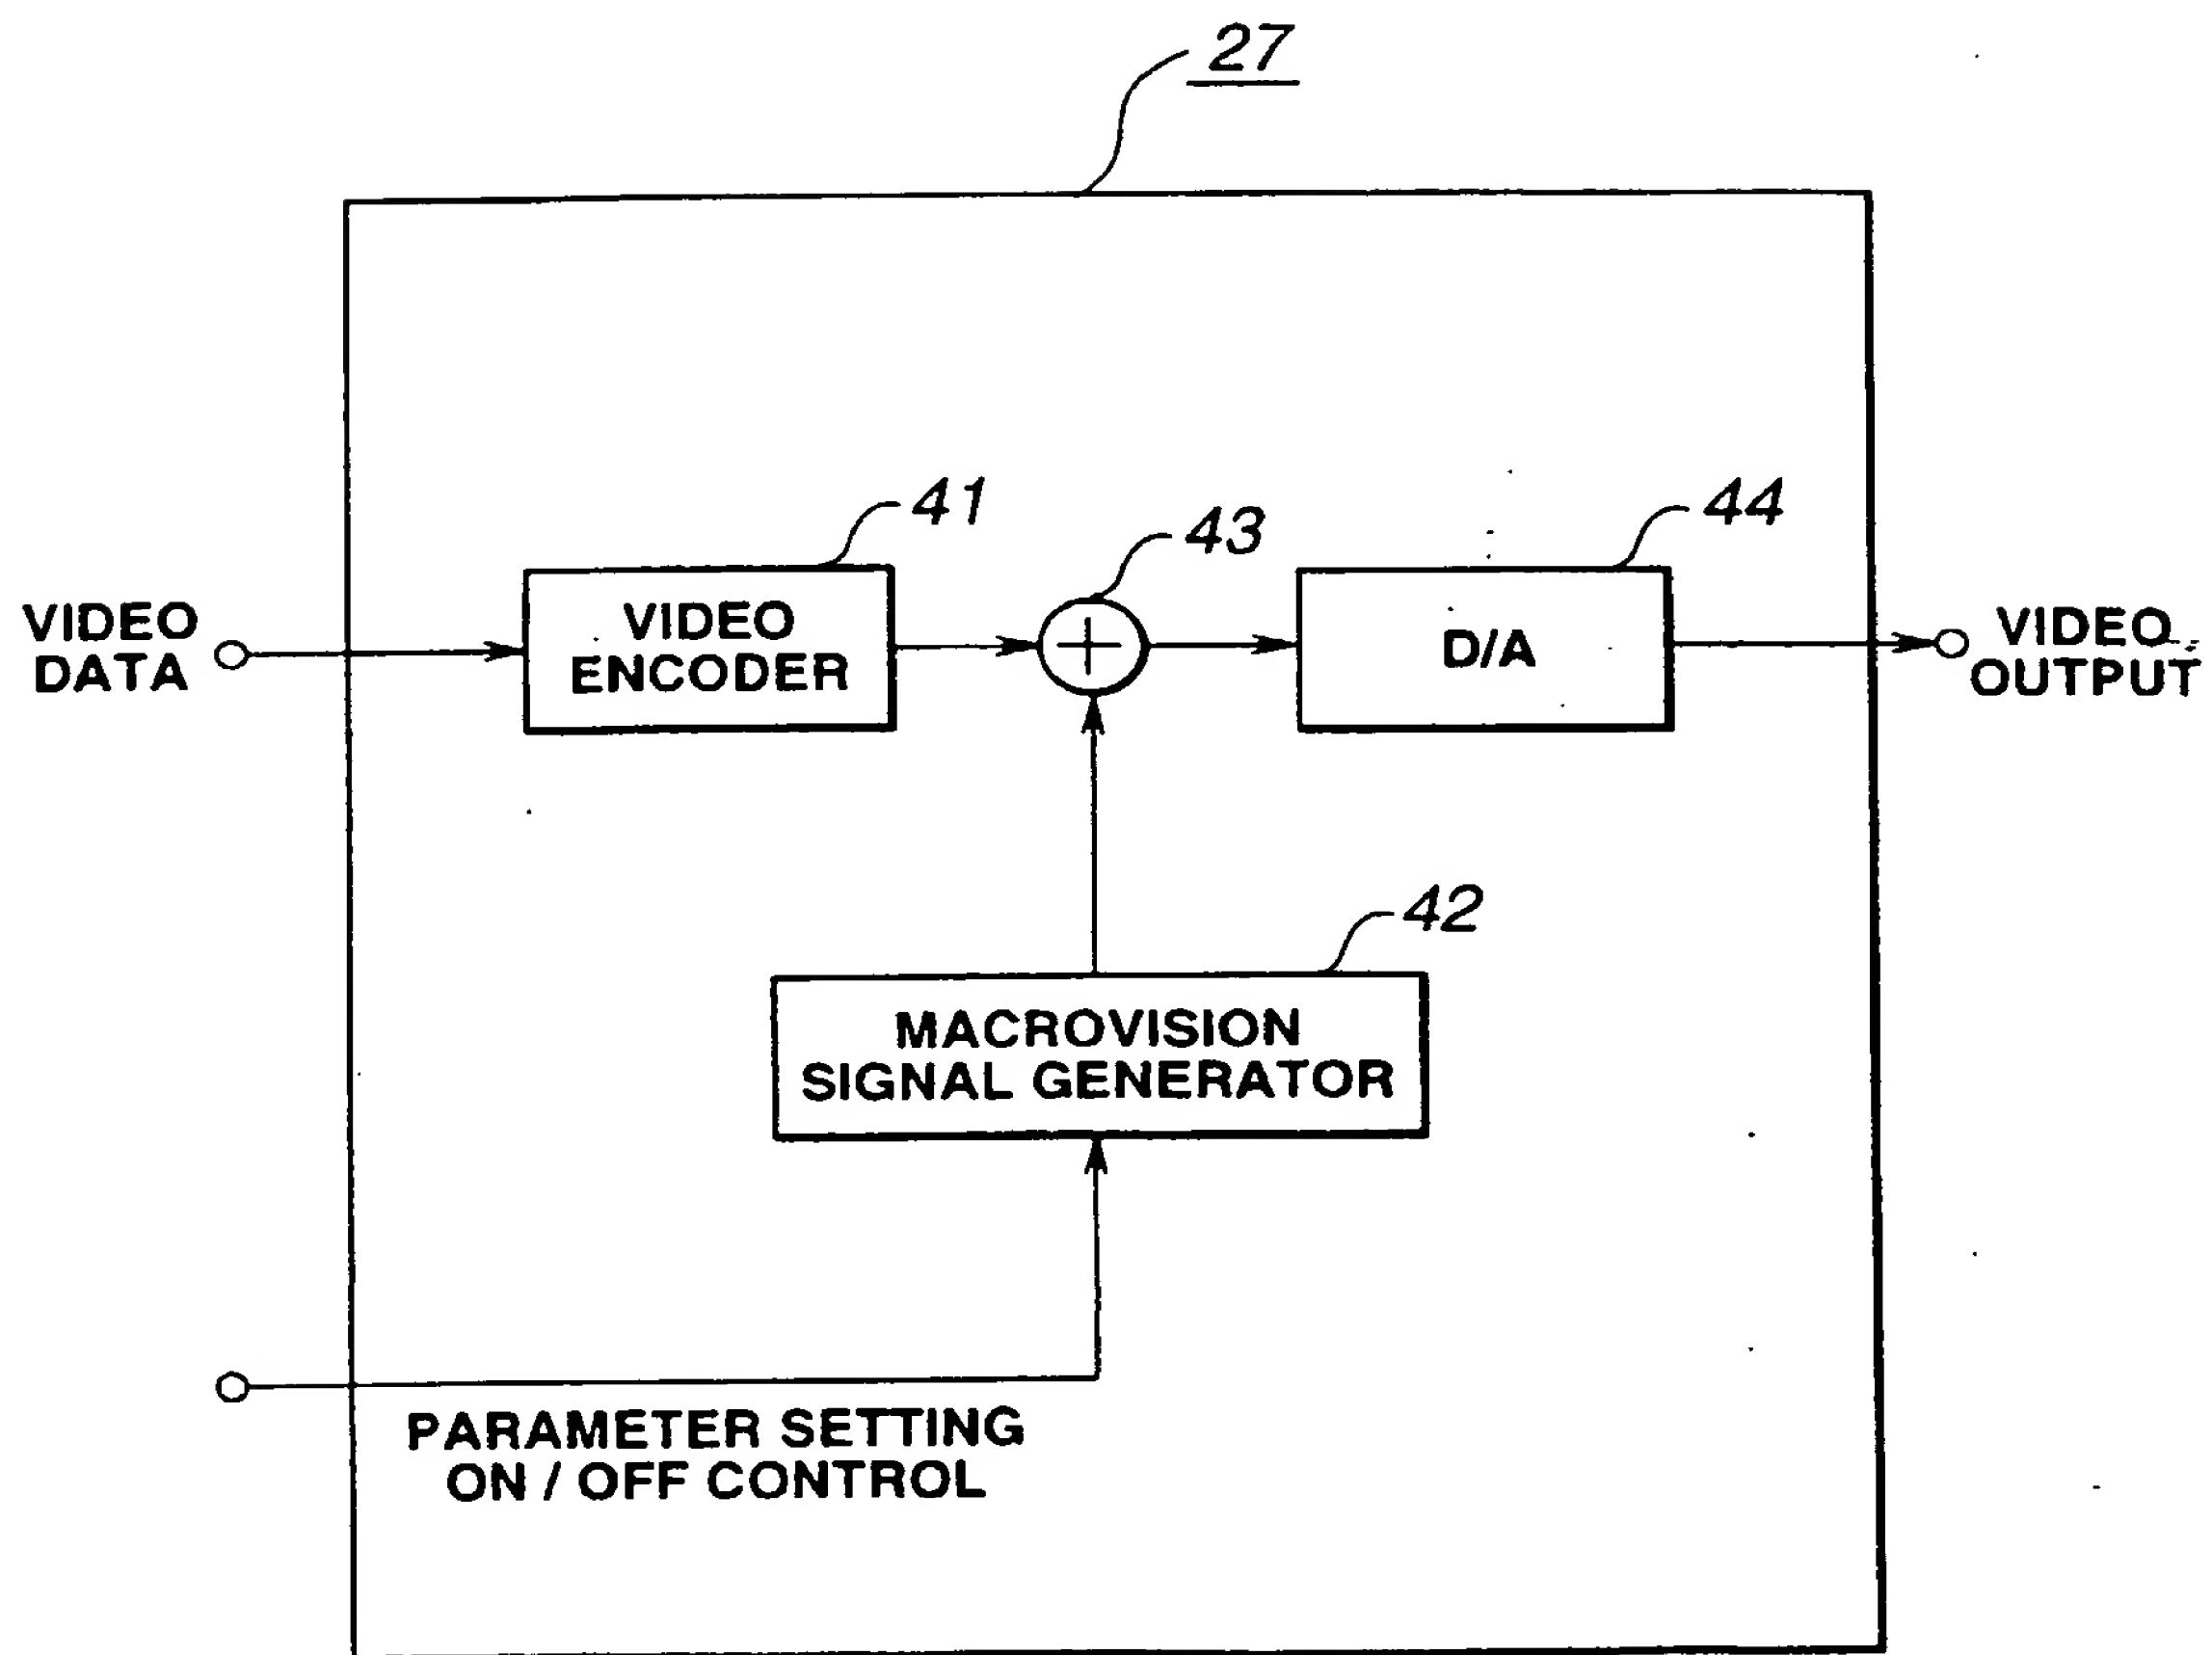 27
41
43
44
VIDEO
DATA
VIDEO
ENCODER
D/A
VIDEO
OUTPUT
42
MACROVISION
SIGNAL GENERATOR
PARAMETER SETTING
ON / OFF CONTROL